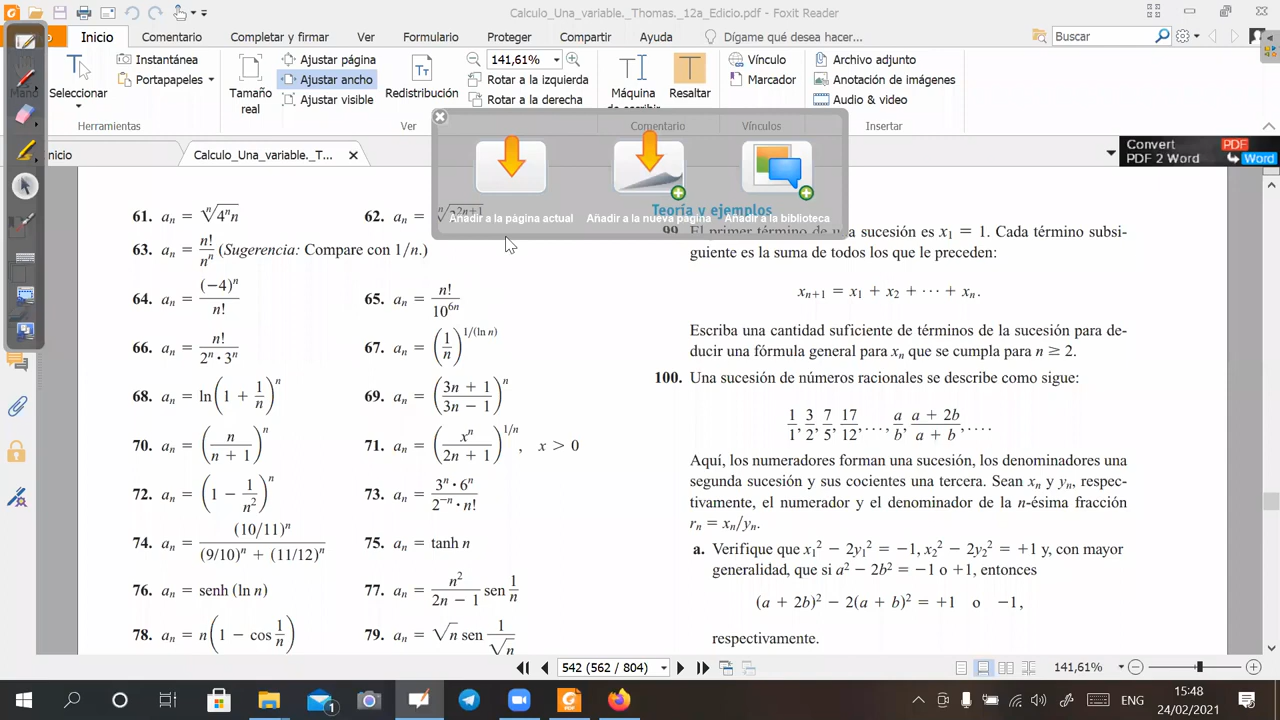 Calculo_Una_variable._Thomas._12a_Edicio.pdf - Foxit Reader
Inicio Comentario Completar y firmar Ver Formulario Proteger Compartir Ayuda Dígame qué desea hacer... Buscar
Mano
Seleccionar
Instantánea
Portapapeles
Herramientas
Tamaño real
Ajustar página
Ajustar ancho
Ajustar visible
Redistribución
141,61%
Rotar a la izquierda
Rotar a la derecha
Ver
Máquina de escribir
Resaltar
Comentario
Vínculo
Marcador
Vínculos
Archivo adjunto
Anotación de imágenes
Audio & video
Insertar
nicio Calculo_Una_variable._T...
Convert PDF
PDF 2 Word Word
Añadir a la página actual Añadir a la nueva página Añadir a la biblioteca
Teoría y ejemplos
61. aₙ = ⁿ√(4ⁿn) 62. aₙ = ⁿ√(3²ⁿ⁺¹)
63. aₙ = n!/nⁿ (Sugerencia: Compare con 1/n.)
64. aₙ = (−4)ⁿ/n! 65. aₙ = n!/10⁶ⁿ
66. aₙ = n!/(2ⁿ · 3ⁿ) 67. aₙ = (1/n)^(1/(ln n))
68. aₙ = ln(1 + 1/n)ⁿ 69. aₙ = ((3n + 1)/(3n − 1))ⁿ
70. aₙ = (n/(n + 1))ⁿ 71. aₙ = (xⁿ/(2n + 1))^(1/n), x > 0
72. aₙ = (1 − 1/n²)ⁿ 73. aₙ = (3ⁿ · 6ⁿ)/(2⁻ⁿ · n!)
74. aₙ = (10/11)ⁿ/((9/10)ⁿ + (11/12)ⁿ) 75. aₙ = tanh n
76. aₙ = senh (ln n) 77. aₙ = n²/(2n − 1) sen 1/n
78. aₙ = n(1 − cos 1/n) 79. aₙ = √n sen 1/√n
99. El primer término de una sucesión es x₁ = 1. Cada término subsi-
guiente es la suma de todos los que le preceden:
xₙ₊₁ = x₁ + x₂ + ··· + xₙ.
Escriba una cantidad suficiente de términos de la sucesión para de-
ducir una fórmula general para xₙ que se cumpla para n ≥ 2.
100. Una sucesión de números racionales se describe como sigue:
1/1, 3/2, 7/5, 17/12, ..., a/b, (a + 2b)/(a + b), ....
Aquí, los numeradores forman una sucesión, los denominadores una
segunda sucesión y sus cocientes una tercera. Sean xₙ y yₙ, respec-
tivamente, el numerador y el denominador de la n-ésima fracción
rₙ = xₙ/yₙ.
a. Verifique que x₁² − 2y₁² = −1, x₂² − 2y₂² = +1 y, con mayor
generalidad, que si a² − 2b² = −1 o +1, entonces
(a + 2b)² − 2(a + b)² = +1 o −1,
respectivamente.
542 (562 / 804) 141,61%
1
ENG
15:48
24/02/2021